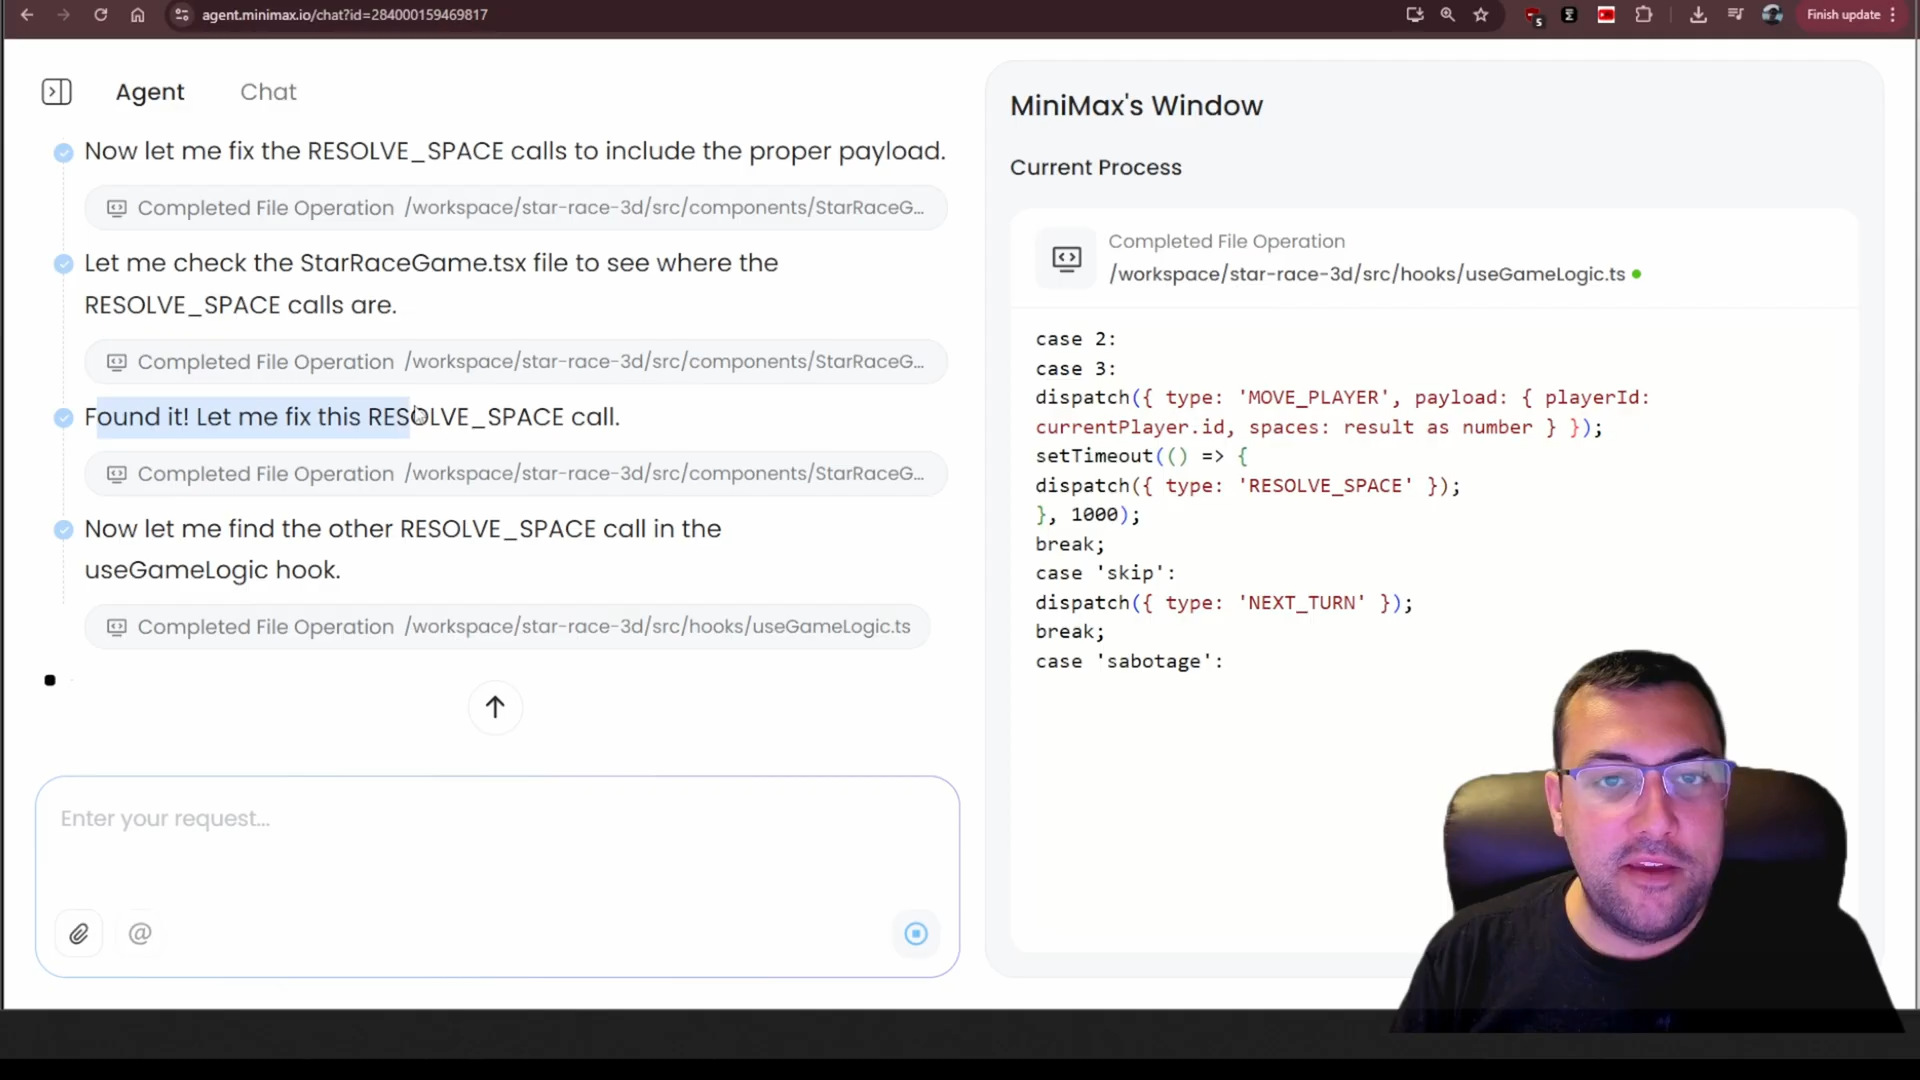 agent.minimax.io/chat?id=284000159469817
Finish update
Agent
Chat
Now let me fix the RESOLVE_SPACE calls to include the proper payload.
Completed File Operation /workspace/star-race-3d/src/components/StarRaceG...
Let me check the StarRaceGame.tsx file to see where the
RESOLVE_SPACE calls are.
Completed File Operation /workspace/star-race-3d/src/components/StarRaceG...
Found it! Let me fix this RESOLVE_SPACE call.
Completed File Operation /workspace/star-race-3d/src/components/StarRaceG...
Now let me find the other RESOLVE_SPACE call in the
useGameLogic hook.
Completed File Operation /workspace/star-race-3d/src/hooks/useGameLogic.ts
Enter your request...
@
MiniMax's Window
Current Process
Completed File Operation
/workspace/star-race-3d/src/hooks/useGameLogic.ts
case 2:
case 3:
dispatch({ type: 'MOVE_PLAYER', payload: { playerId:
currentPlayer.id, spaces: result as number } });
setTimeout(() => {
dispatch({ type: 'RESOLVE_SPACE' });
}, 1000);
break;
case 'skip':
dispatch({ type: 'NEXT_TURN' });
break;
case 'sabotage':